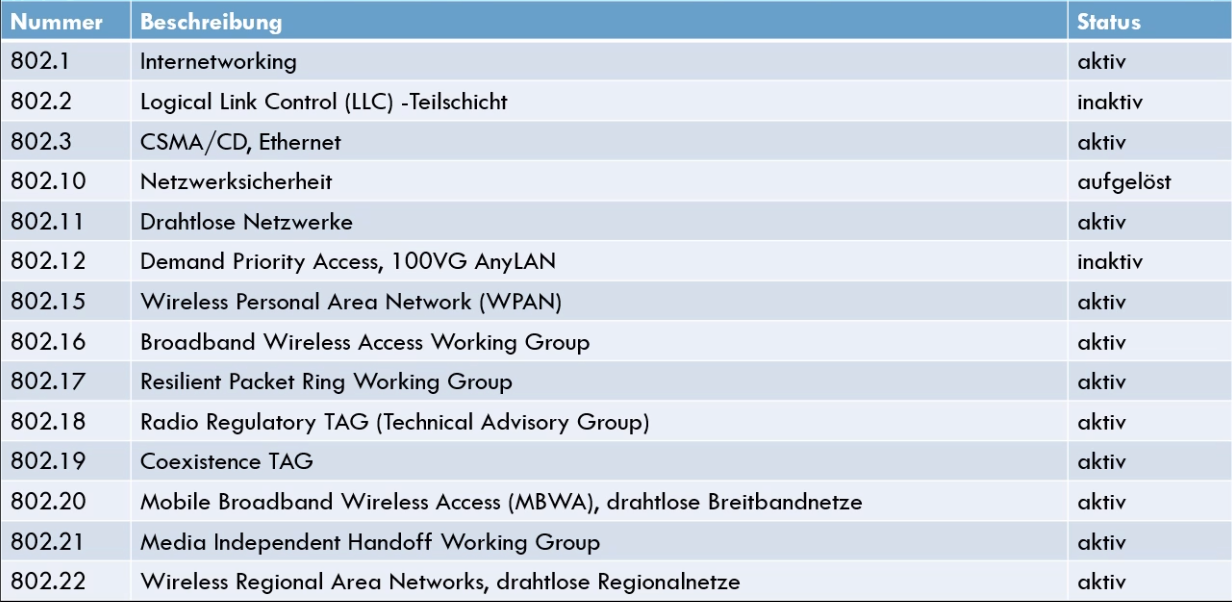 Nummer Beschreibung Status
802.1 Internetworking aktiv
802.2 Logical Link Control (LLC) -Teilschicht inaktiv
802.3 CSMA/CD, Ethernet aktiv
802.10 Netzwerksicherheit aufgelöst
802.11 Drahtlose Netzwerke aktiv
802.12 Demand Priority Access, 100VG AnyLAN inaktiv
802.15 Wireless Personal Area Network (WPAN) aktiv
802.16 Broadband Wireless Access Working Group aktiv
802.17 Resilient Packet Ring Working Group aktiv
802.18 Radio Regulatory TAG (Technical Advisory Group) aktiv
802.19 Coexistence TAG aktiv
802.20 Mobile Broadband Wireless Access (MBWA), drahtlose Breitbandnetze aktiv
802.21 Media Independent Handoff Working Group aktiv
802.22 Wireless Regional Area Networks, drahtlose Regionalnetze aktiv